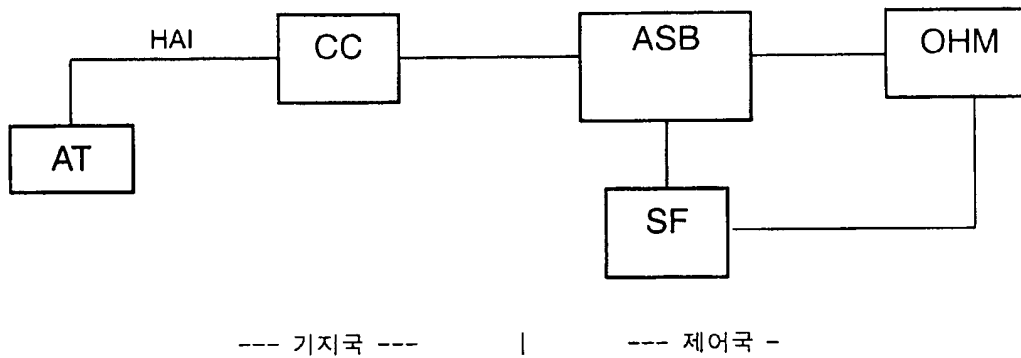 HAI
CC
ASB
OHM
AT
SF
--- 기지국 --- | --- 제어국 -